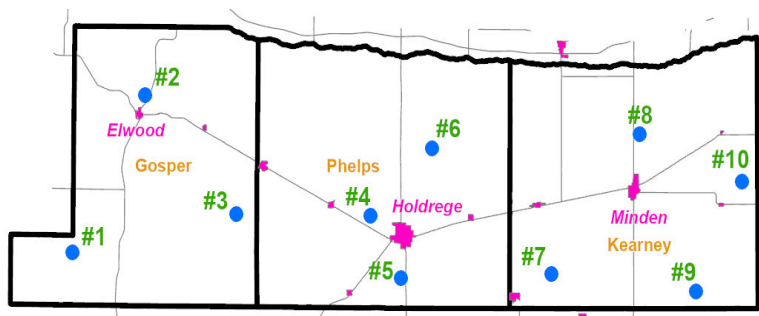 #2
#8
#6
Elwood
#10
Gosper
Phelps
#3
#4
Holdrege
Minden
#1
Kearney
#5
#7
#9